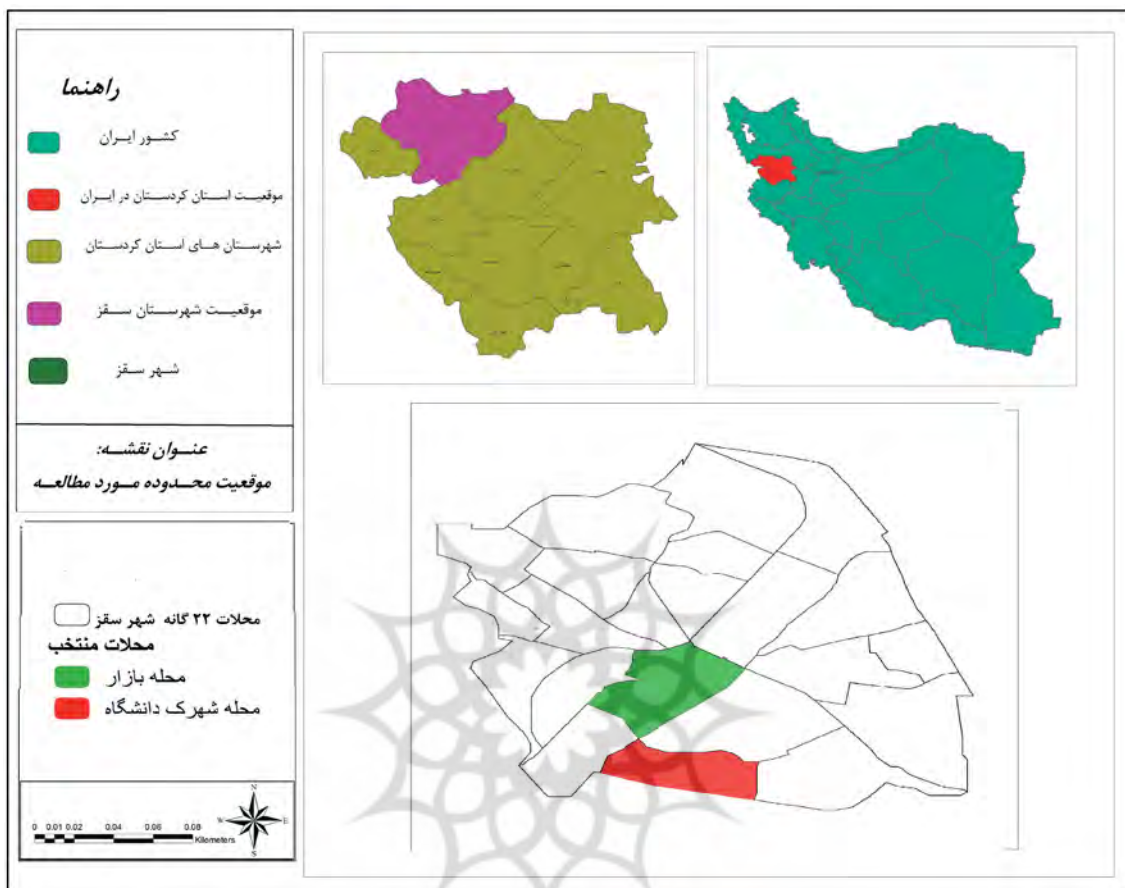 راهنما
کشور ایران
موقعیت استان کردستان در ایران
شهرستان های استان کردستان
موقعیت شهرستان سقز
شهر سقز
عنوان نقشه:
موقعیت محدوده مورد مطالعه
محلات ۲۲ گانه شهر سقز
محلات منتخب
محله بازار
محله شهرک دانشگاه
N
W E
S
0 0.01 0.02 0.04 0.06 0.08
Kilometers